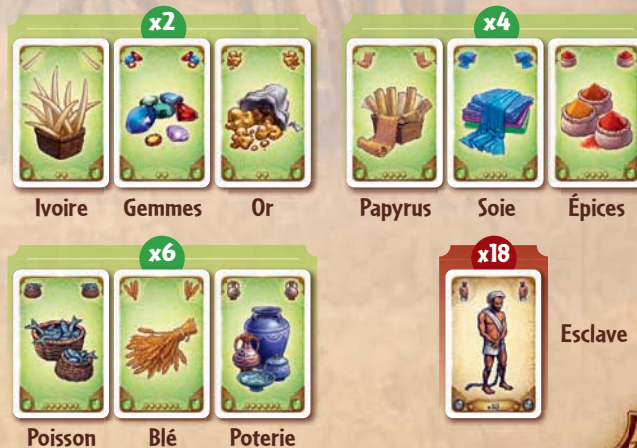 x2
x4
Ivoire Gemmes Or Papyrus Soie Épices
x6
x18
Esclave
Poisson Blé Poterie